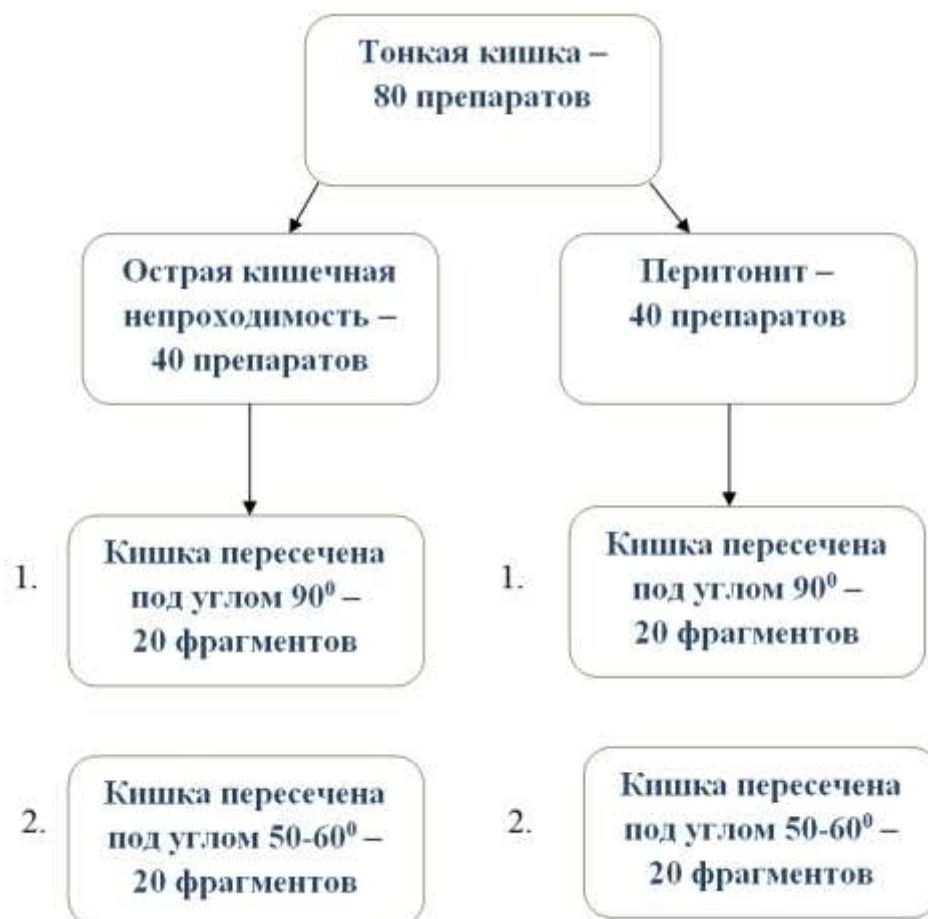 Тонкая кишка –
80 препаратов
Острая кишечная
непроходимость –
40 препаратов
Перитонит –
40 препаратов
1.
Кишка пересечена
под углом 90⁰ –
20 фрагментов
1.
Кишка пересечена
под углом 90⁰ –
20 фрагментов
2.
Кишка пересечена
под углом 50-60⁰ –
20 фрагментов
2.
Кишка пересечена
под углом 50-60⁰ –
20 фрагментов